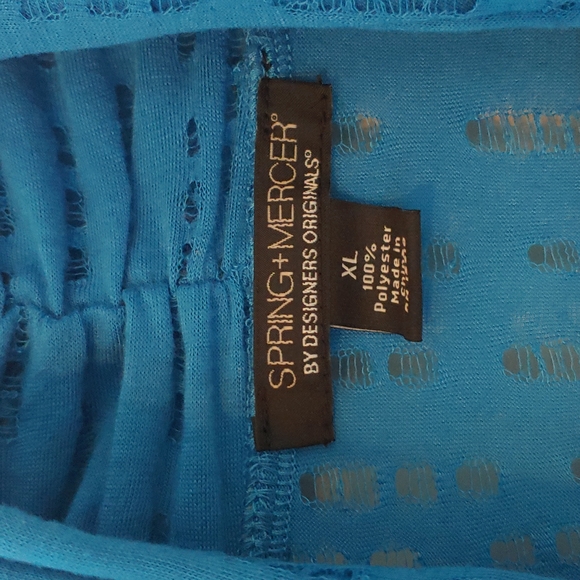 SPRING+MERCER®
BY DESIGNERS ORIGINALS®
XL
100%
Polyester
Made in